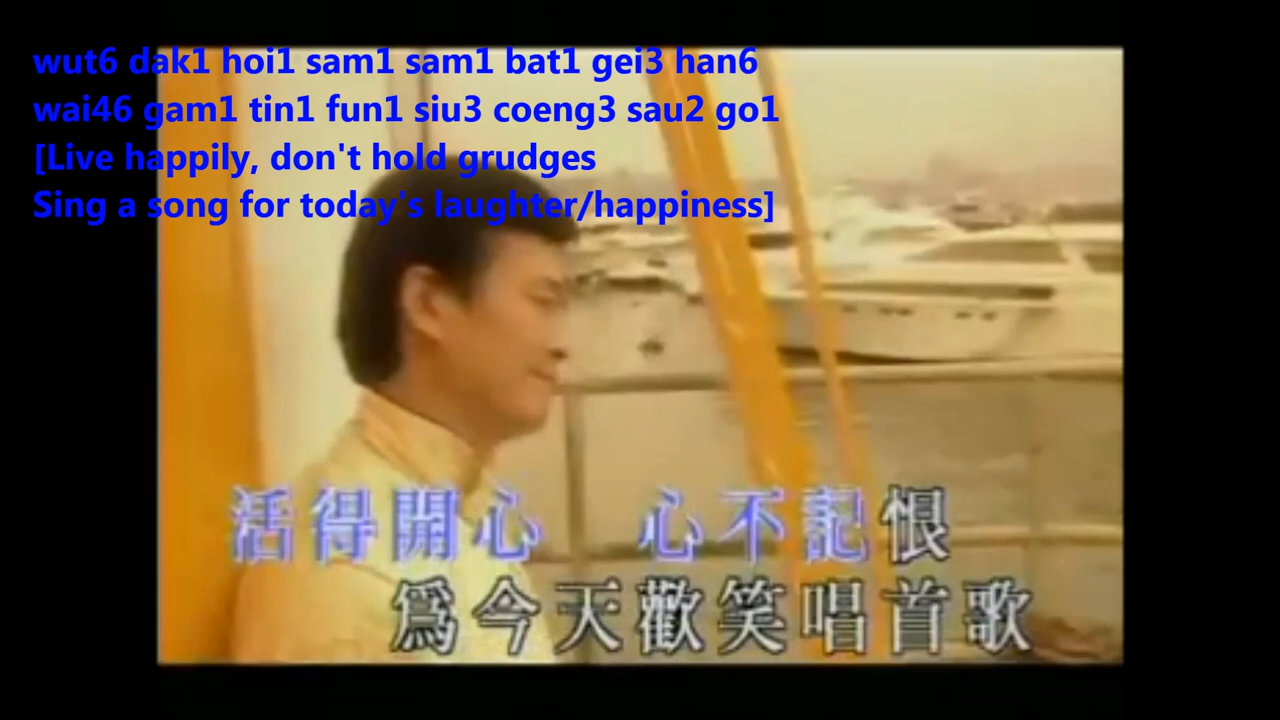 wut6 dak1 hoi1 sam1 sam1 bat1 gei3 han6
wai46 gam1 tin1 fun1 siu3 coeng3 sau2 go1
[Live happily, don't hold grudges
Sing a song for today's laughter/happiness]
活得開心 心不記恨
爲今天歡笑唱首歌